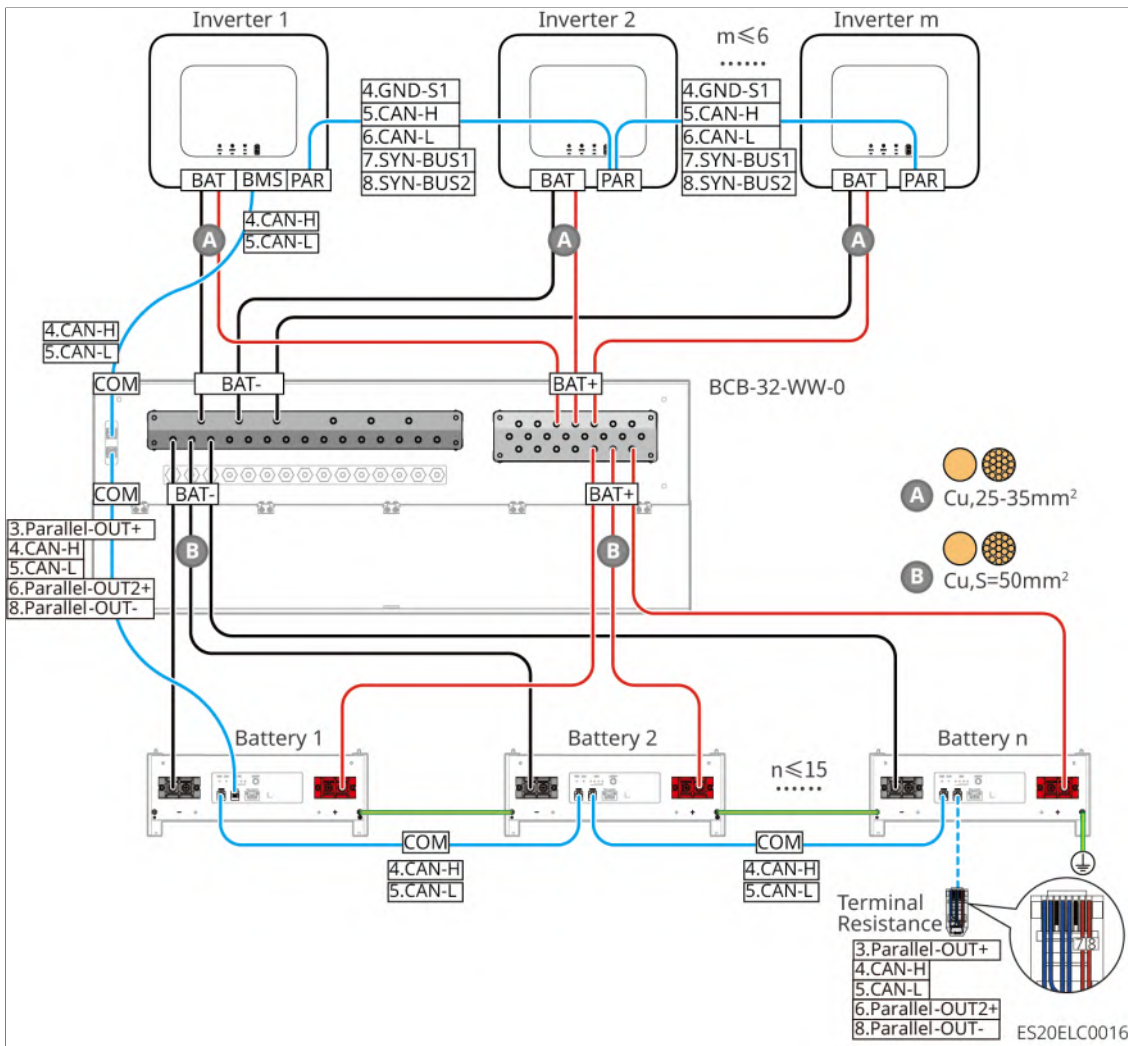 Inverter 1
Inverter 2
Inverter m
m≤6
......
4.GND-S1
5.CAN-H
6.CAN-L
7.SYN-BUS1
8.SYN-BUS2
4.GND-S1
5.CAN-H
6.CAN-L
7.SYN-BUS1
8.SYN-BUS2
BAT
BMS
PAR
BAT
PAR
BAT
PAR
4.CAN-H
5.CAN-L
A
A
A
4.CAN-H
5.CAN-L
COM
BAT-
BAT+
BCB-32-WW-0
COM
BAT-
BAT+
3.Parallel-OUT+
4.CAN-H
5.CAN-L
6.Parallel-OUT2+
8.Parallel-OUT-
B
B
A Cu,25-35mm²
B Cu,S=50mm²
Battery 1
Battery 2
Battery n
n≤15
......
COM
4.CAN-H
5.CAN-L
COM
4.CAN-H
5.CAN-L
Terminal
Resistance
3.Parallel-OUT+
4.CAN-H
5.CAN-L
6.Parallel-OUT2+
8.Parallel-OUT-
7 8
ES20ELC0016